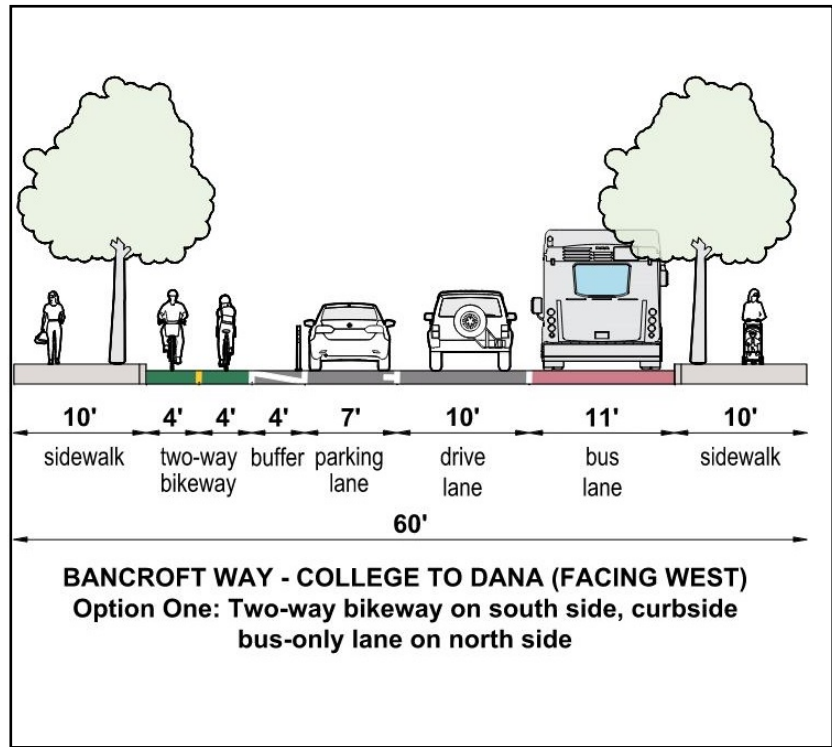 10' 4' 4' 4' 7' 10' 11' 10'
sidewalk two-way buffer parking drive bus sidewalk
bikeway lane lane lane
60'
BANCROFT WAY - COLLEGE TO DANA (FACING WEST)
Option One: Two-way bikeway on south side, curbside
bus-only lane on north side